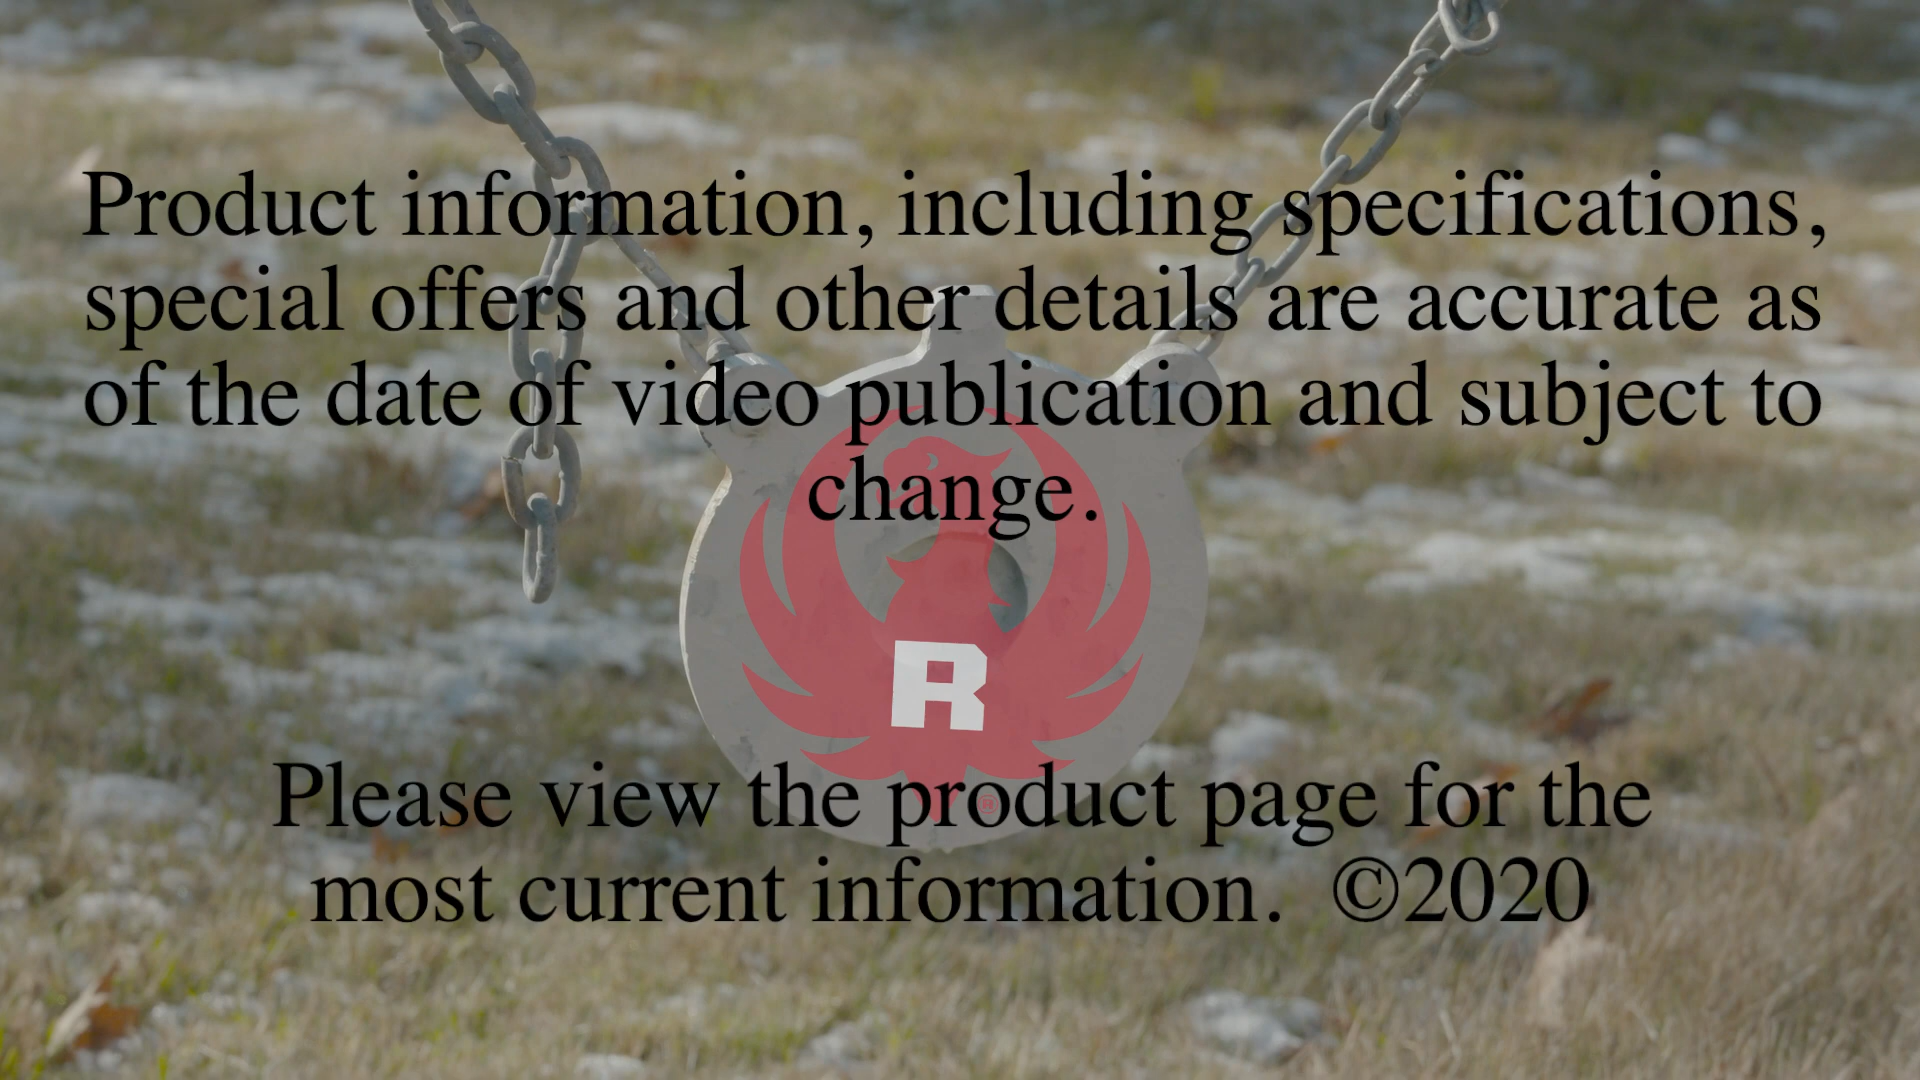 Product information, including specifications,
special offers and other details are accurate as
of the date of video publication and subject to
change.
R
®
Please view the product page for the
most current information.  ©2020